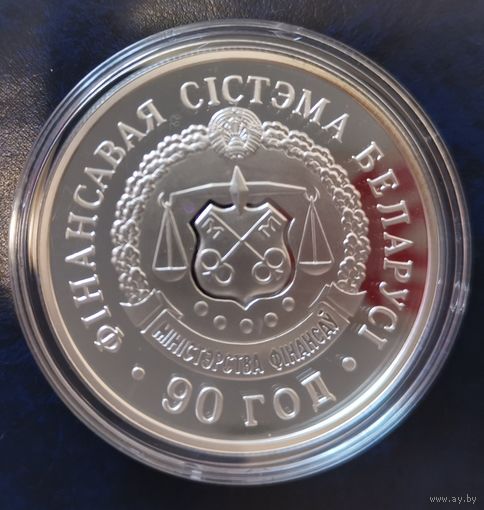 ФІНАНСАВАЯ СІСТЭМА БЕЛАРУСІ
МІНІСТЭРСТВА ФІНАНСАЎ
• 90 ГОД •
www.ay.by